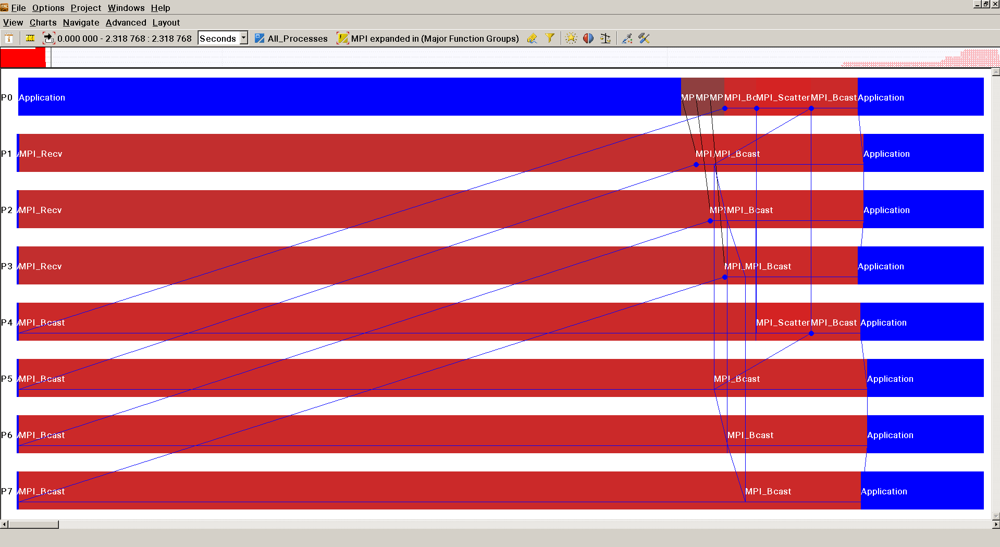 File Options Project Windows Help
View Charts Navigate Advanced Layout
0.000 000 - 2.318 768 : 2.318 768 Seconds All_Processes MPI expanded in (Major Function Groups)
P0 Application MP MP MP MPI_Bc MPI_Scatter MPI_Bcast Application
P1 MPI_Recv MPI_ MPI_Bcast Application
P2 MPI_Recv MPI MPI_Bcast Application
P3 MPI_Recv MPI_ MPI_Bcast Application
P4 MPI_Bcast MPI_Scatter MPI_Bcast Application
P5 MPI_Bcast MPI_Bcast Application
P6 MPI_Bcast MPI_Bcast Application
P7 MPI_Bcast MPI_Bcast Application